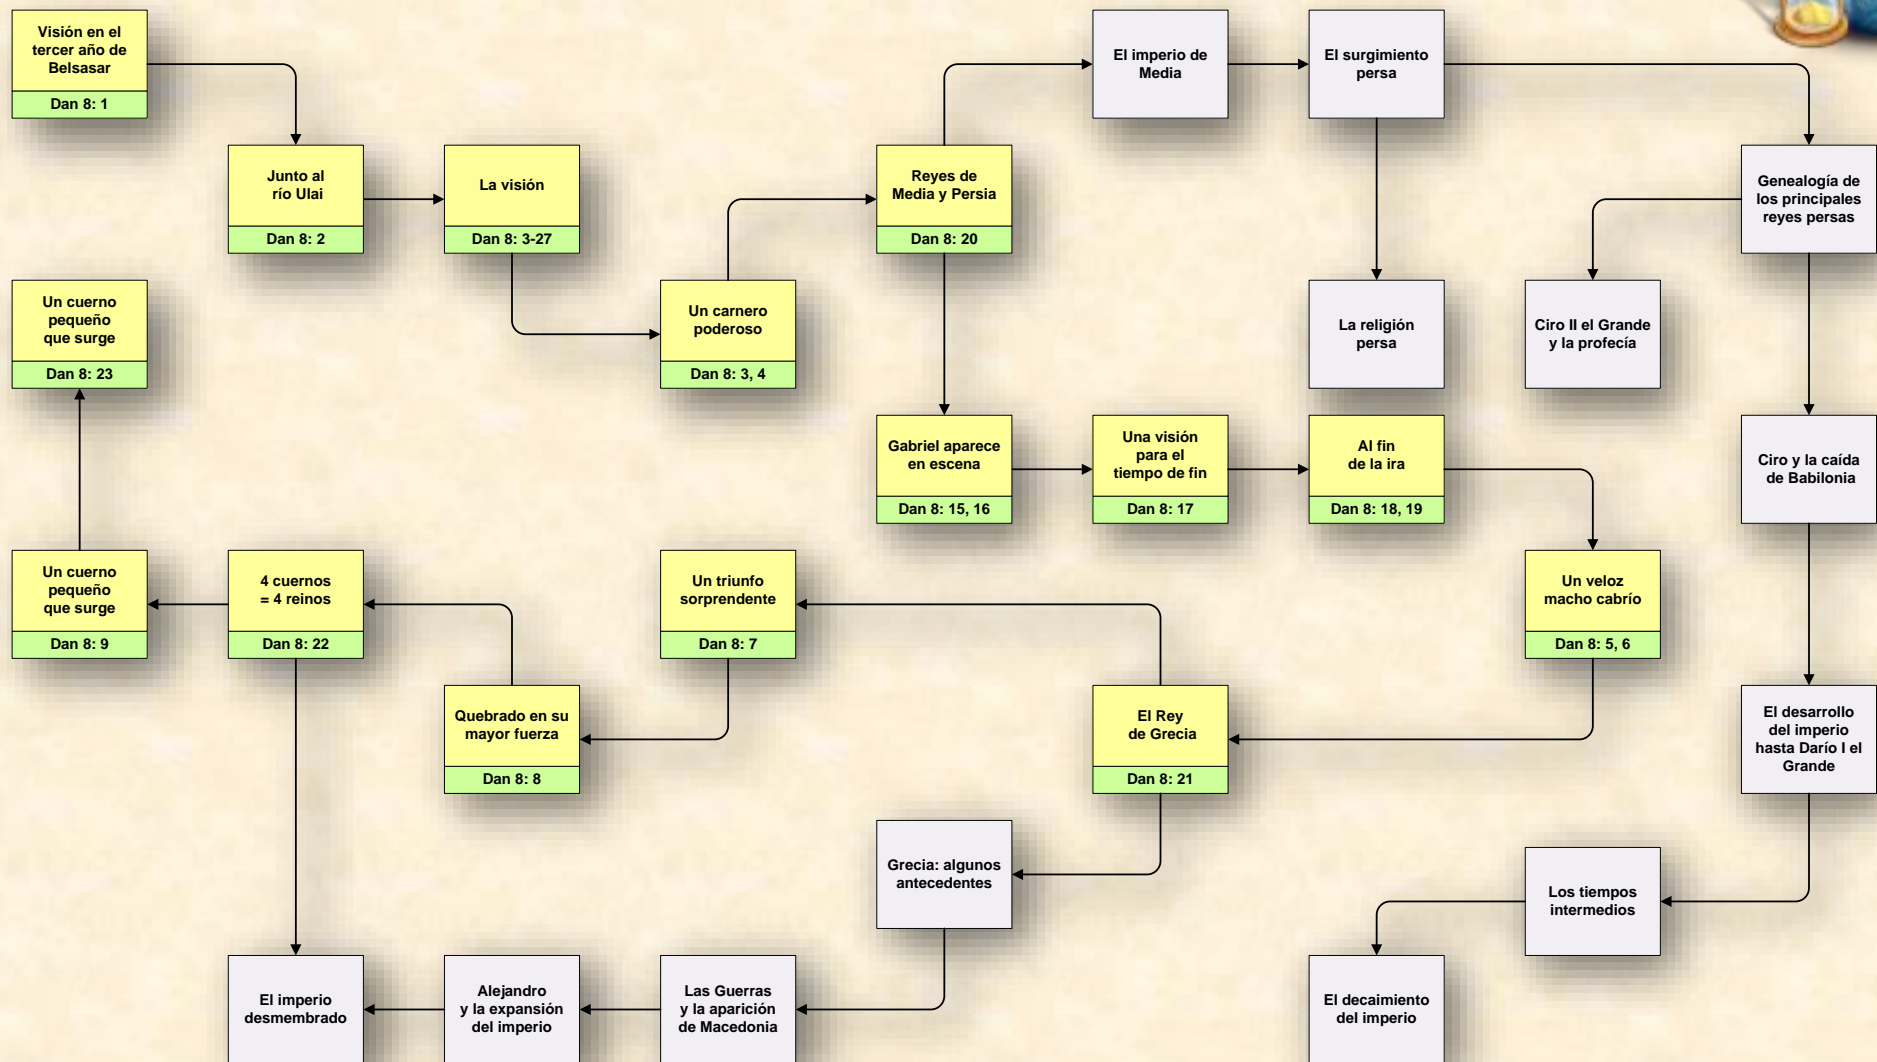 Visión en el
tercer año de
Belsasar
Dan 8: 1
Junto al
río Ulai
Dan 8: 2
La visión
Dan 8: 3-27
Un carnero
poderoso
Dan 8: 3, 4
Reyes de
Media y Persia
Dan 8: 20
El imperio de
Media
El surgimiento
persa
La religión
persa
Genealogía de
los principales
reyes persas
Ciro II el Grande
y la profecía
Ciro y la caída
de Babilonia
El desarrollo
del imperio
hasta Darío I el
Grande
Los tiempos
intermedios
El decaimiento
del imperio
Gabriel aparece
en escena
Dan 8: 15, 16
Una visión
para el
tiempo de fin
Dan 8: 17
Al fin
de la ira
Dan 8: 18, 19
Un veloz
macho cabrío
Dan 8: 5, 6
El Rey
de Grecia
Dan 8: 21
Grecia: algunos
antecedentes
Las Guerras
y la aparición
de Macedonia
Alejandro
y la expansión
del imperio
El imperio
desmembrado
Un triunfo
sorprendente
Dan 8: 7
Quebrado en su
mayor fuerza
Dan 8: 8
4 cuernos
= 4 reinos
Dan 8: 22
Un cuerno
pequeño
que surge
Dan 8: 9
Un cuerno
pequeño
que surge
Dan 8: 23